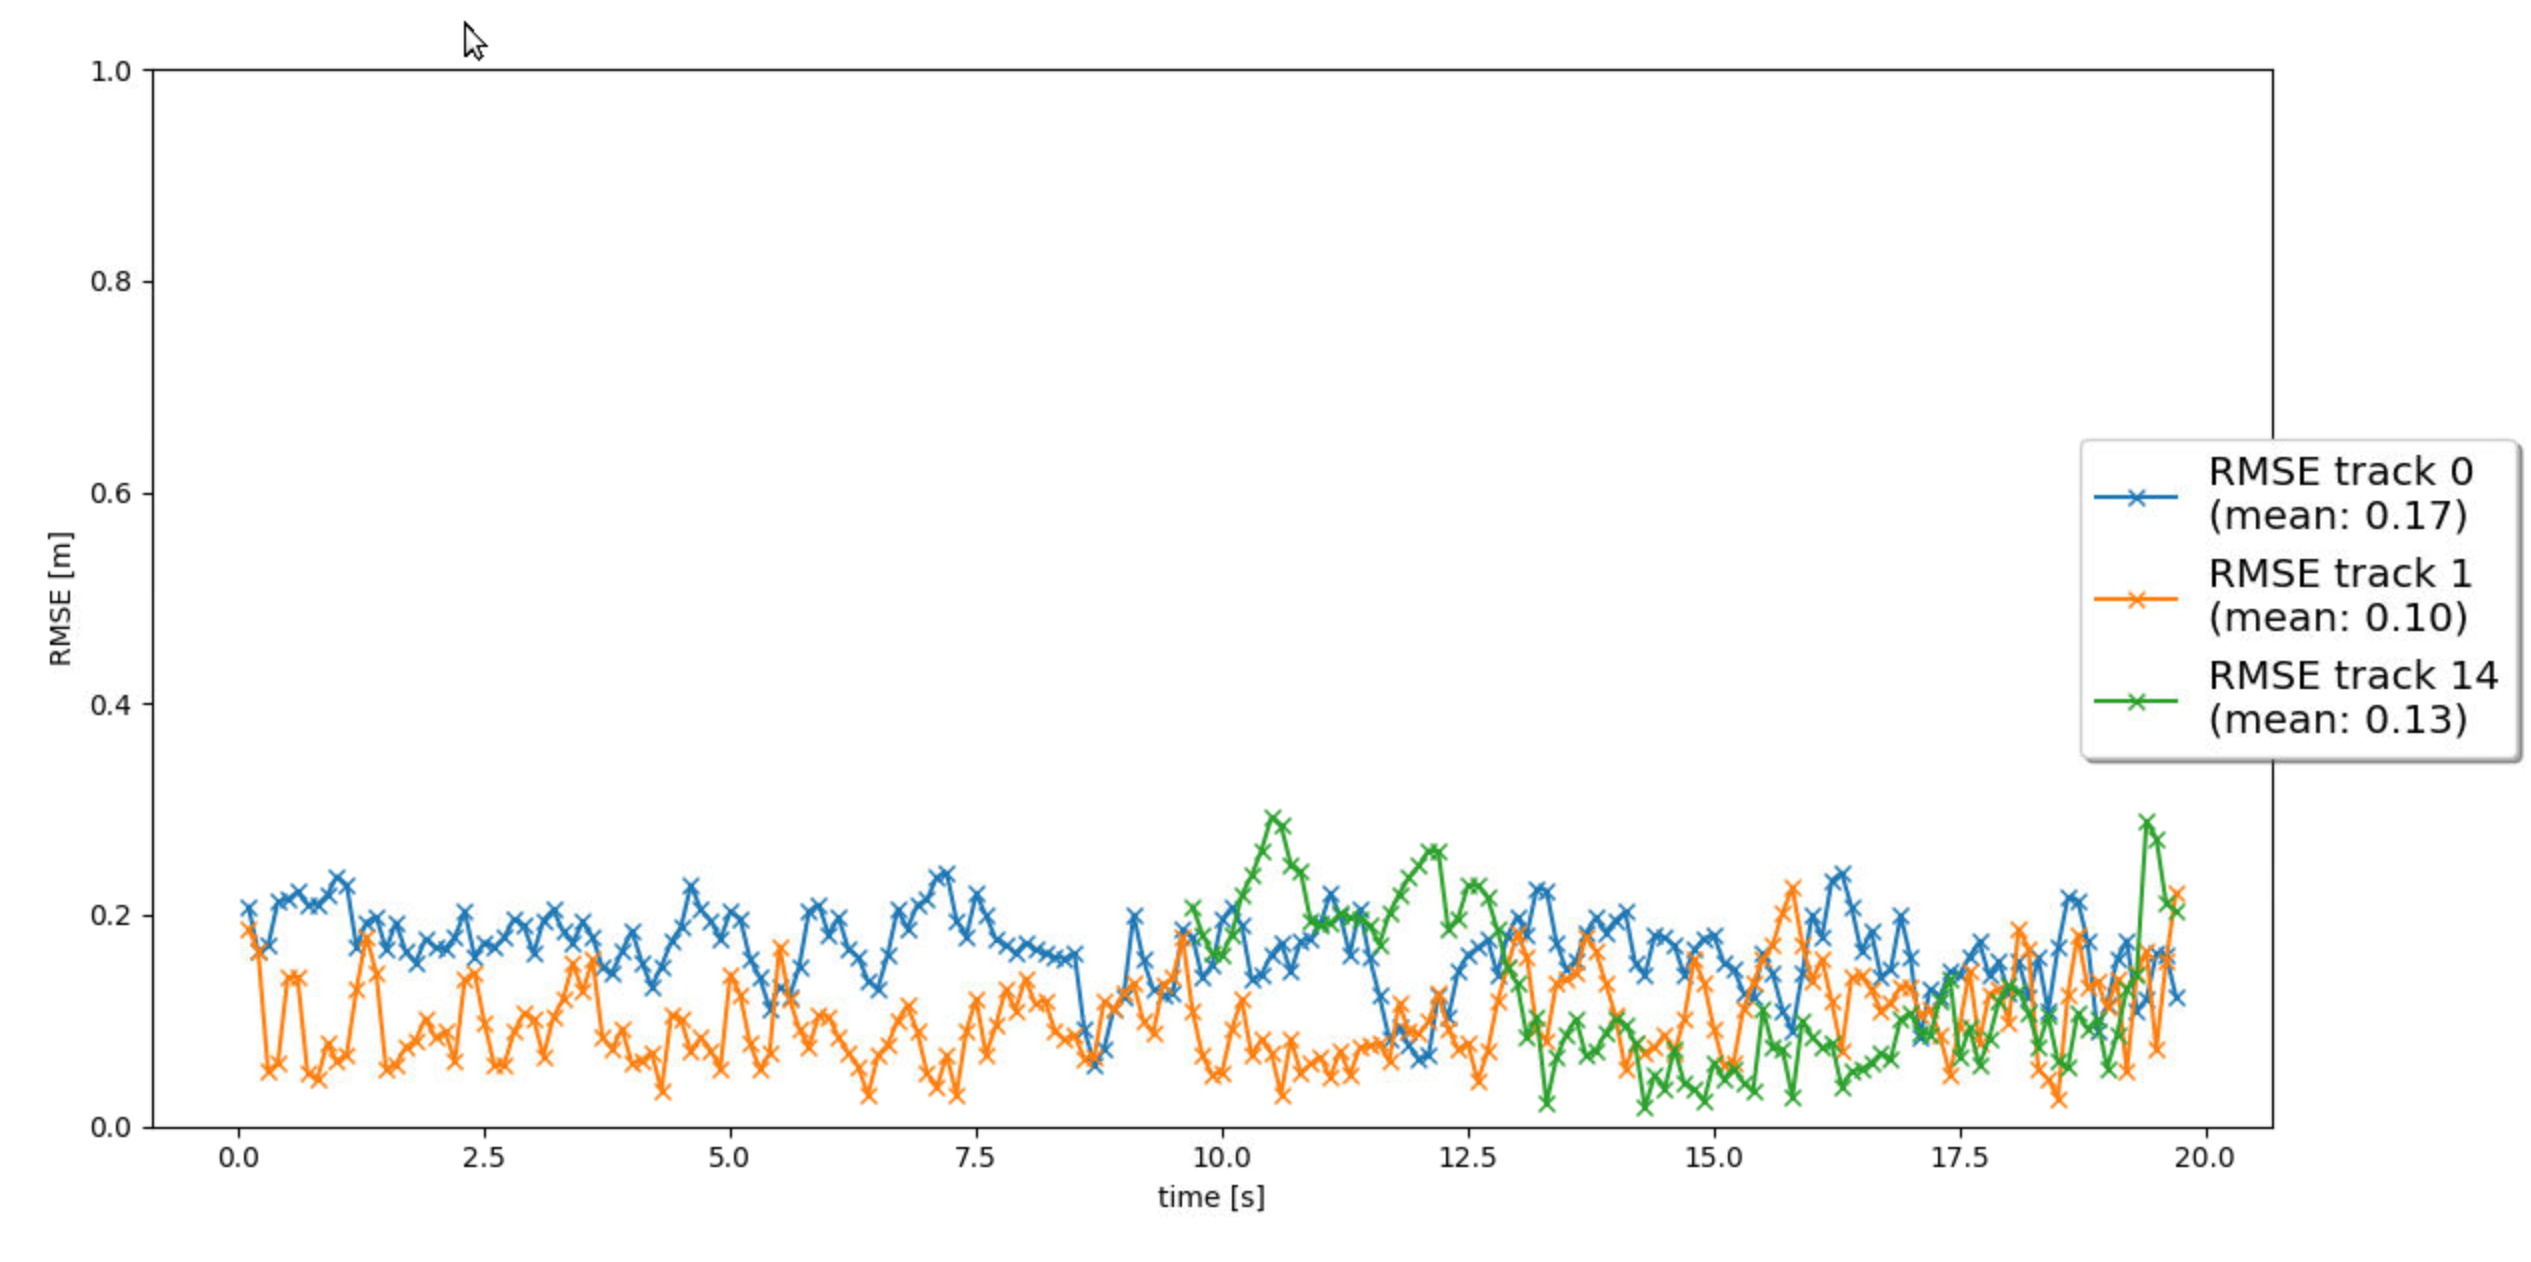 1.0
0.8
0.6
0.4
0.2
0.0
RMSE [m]
0.0 2.5 5.0 7.5 10.0 12.5 15.0 17.5 20.0
time [s]
RMSE track 0
(mean: 0.17)
RMSE track 1
(mean: 0.10)
RMSE track 14
(mean: 0.13)